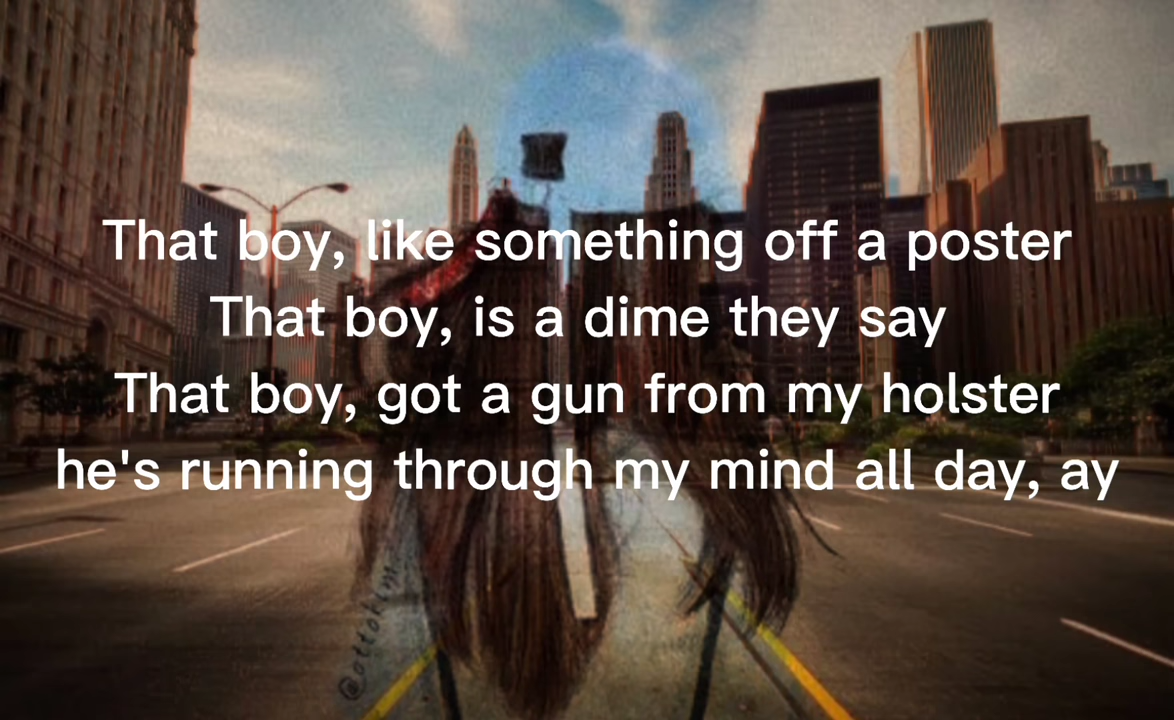 That boy, like something off a poster
That boy, is a dime they say
That boy, got a gun from my holster
he's running through my mind all day, ay